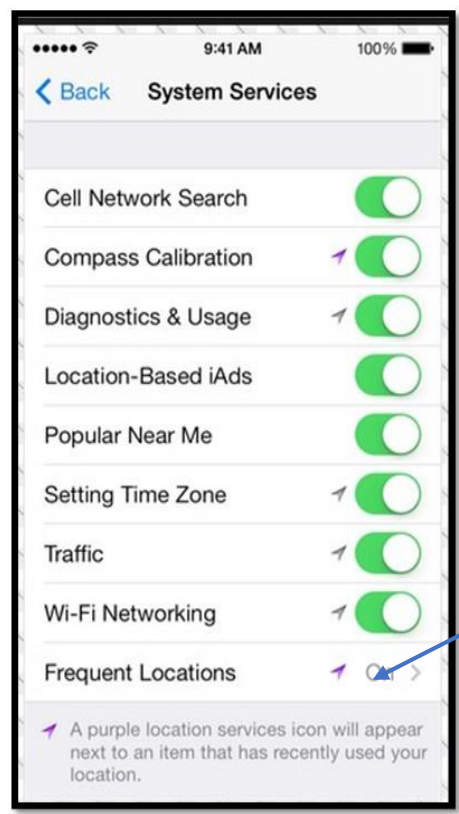 9:41 AM 100%
Back System Services
Cell Network Search
Compass Calibration
Diagnostics & Usage
Location-Based iAds
Popular Near Me
Setting Time Zone
Traffic
Wi-Fi Networking
Frequent Locations On
A purple location services icon will appear
next to an item that has recently used your
location.